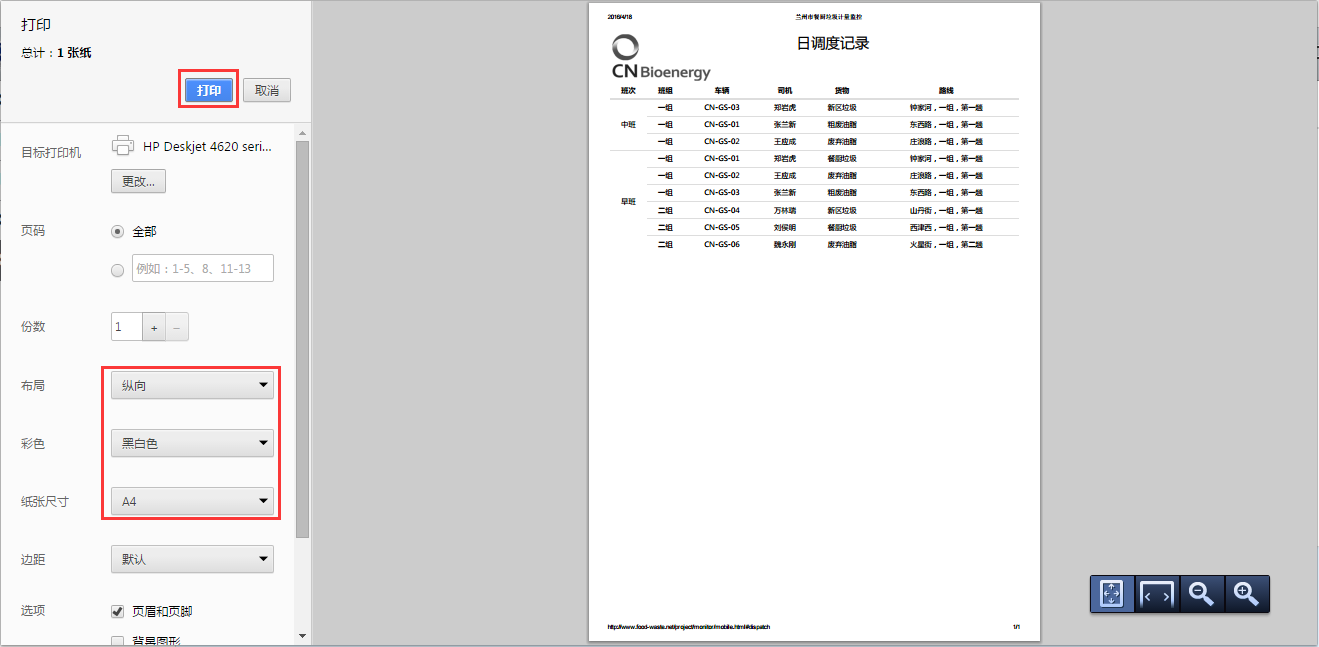 打印
总计：1 张纸
打印 取消
目标打印机 HP Deskjet 4620 seri...
更改...
页码 全部
例如：1-5、8、11-13
份数 1 + −
布局 纵向
彩色 黑白色
纸张尺寸 A4
边距 默认
选项 页眉和页脚
背景图形
2016/4/18 兰州市餐厨垃圾计量监控
日调度记录
CN Bioenergy
班次 班组 车辆 司机 货物 路线
一组 CN-GS-03 郑岩虎 新区垃圾 钟家河，一组，第一趟
中班 一组 CN-GS-01 张兰新 粗废油脂 东西路，一组，第一趟
一组 CN-GS-02 王应成 废弃油脂 庄浪路，一组，第一趟
一组 CN-GS-01 郑岩虎 餐厨垃圾 钟家河，一组，第一趟
一组 CN-GS-02 王应成 废弃油脂 庄浪路，一组，第一趟
一组 CN-GS-03 张兰新 粗废油脂 东西路，一组，第一趟
早班
二组 CN-GS-04 万林瑞 新区垃圾 山丹街，一组，第一趟
二组 CN-GS-05 刘侯明 餐厨垃圾 西津西，一组，第一趟
二组 CN-GS-06 魏永刚 废弃油脂 火星街，一组，第二趟
http://www.food-waste.net/project/monitor/mobile.html#dispatch 1/1